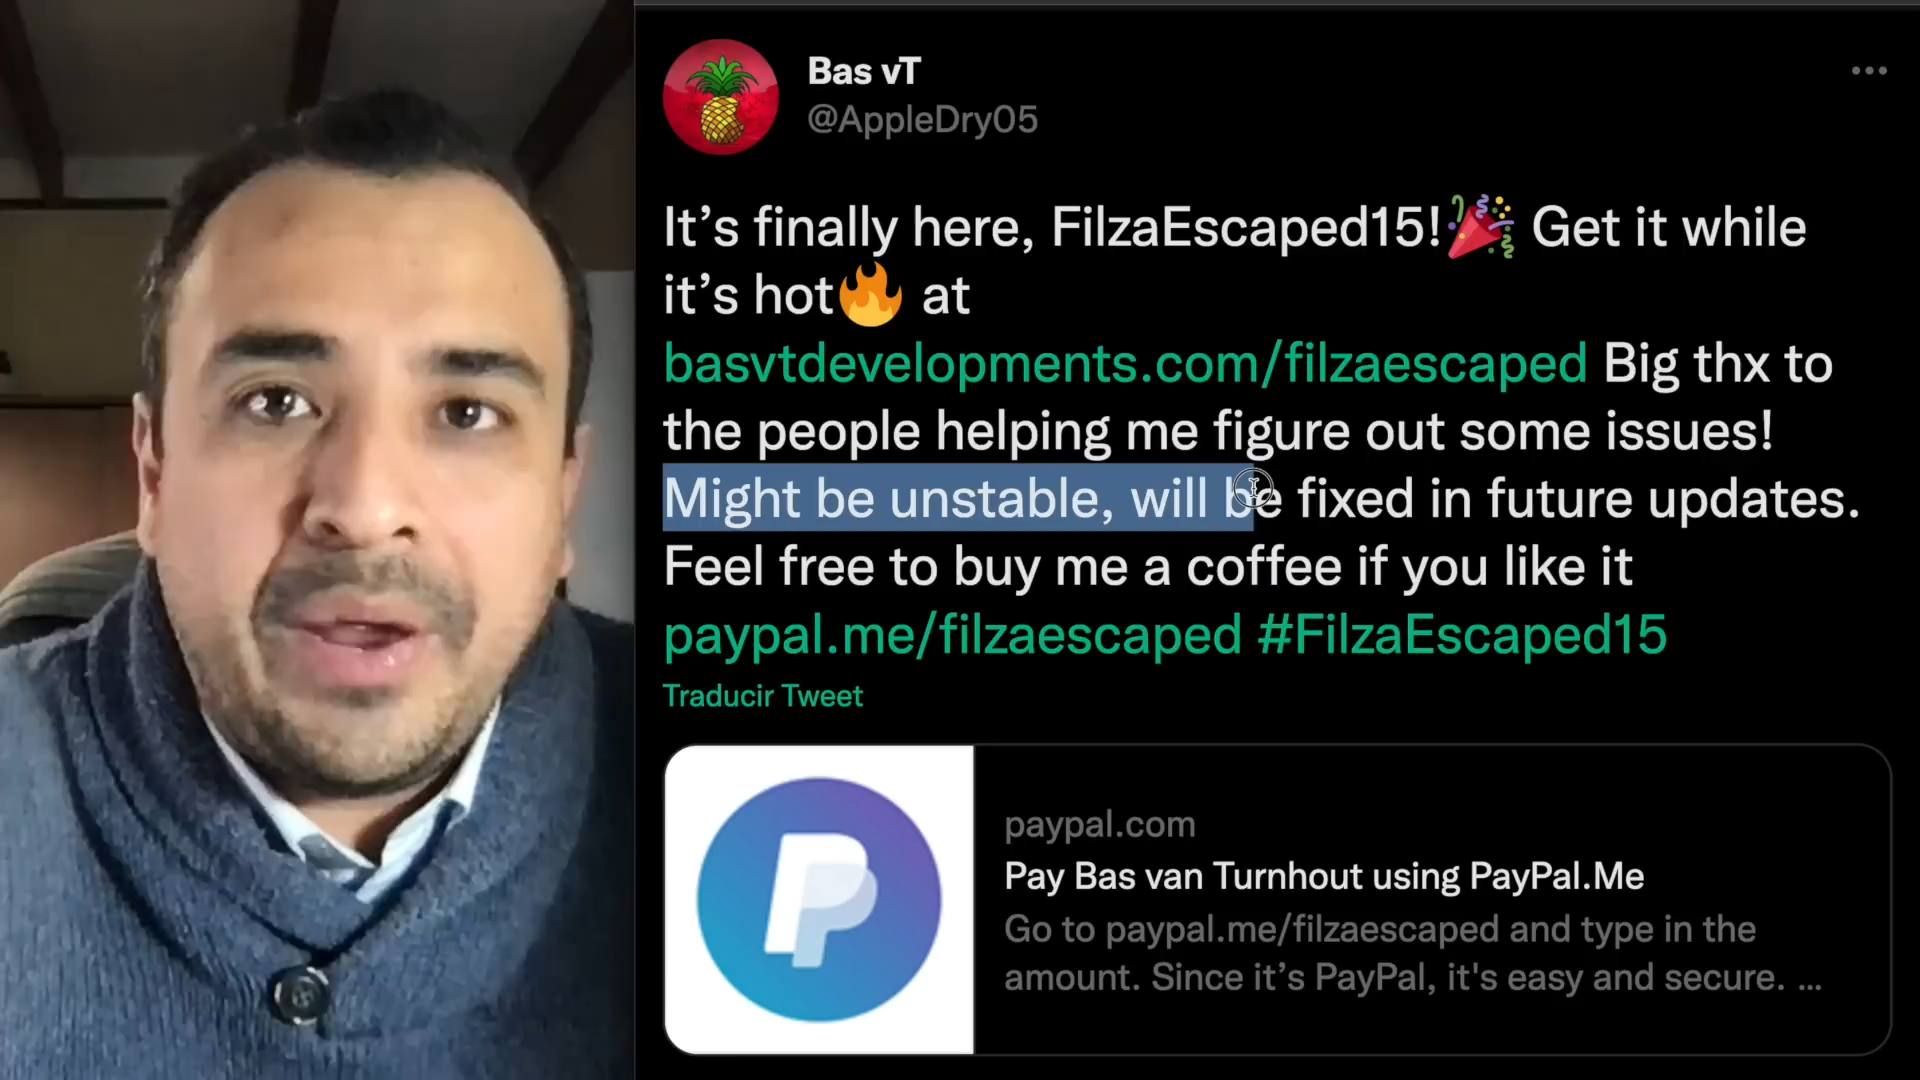 Bas vT
@AppleDry05
It’s finally here, FilzaEscaped15!🎉 Get it while
it’s hot🔥 at
basvtdevelopments.com/filzaescaped Big thx to
the people helping me figure out some issues!
Might be unstable, will be fixed in future updates.
Feel free to buy me a coffee if you like it
paypal.me/filzaescaped #FilzaEscaped15
Traducir Tweet
paypal.com
Pay Bas van Turnhout using PayPal.Me
Go to paypal.me/filzaescaped and type in the
amount. Since it’s PayPal, it's easy and secure. ...